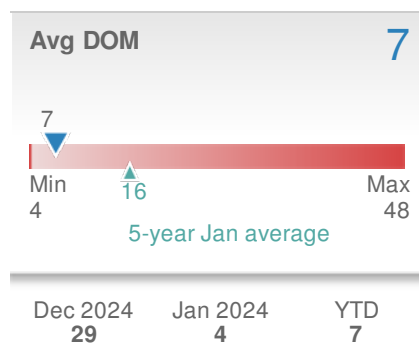 Avg DOM 7
7
Min Max
4 16 48
5-year Jan average
Dec 2024 Jan 2024 YTD
29 4 7